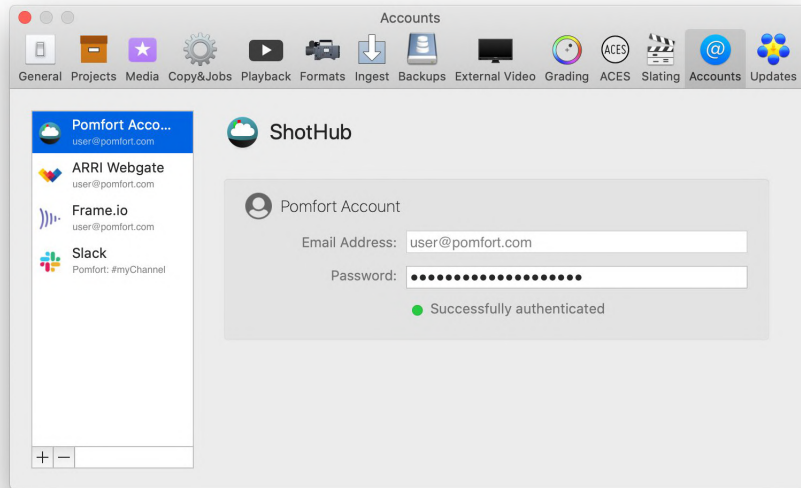 Accounts
General Projects Media Copy&Jobs Playback Formats Ingest Backups External Video Grading ACES Slating Accounts Updates
ACES
@
Pomfort Acco...
user@pomfort.com
ARRI Webgate
user@pomfort.com
Frame.io
user@pomfort.com
Slack
Pomfort: #myChannel
ShotHub
Pomfort Account
Email Address: user@pomfort.com
Password: ●●●●●●●●●●●●●●●●●●●●
Successfully authenticated
+ −